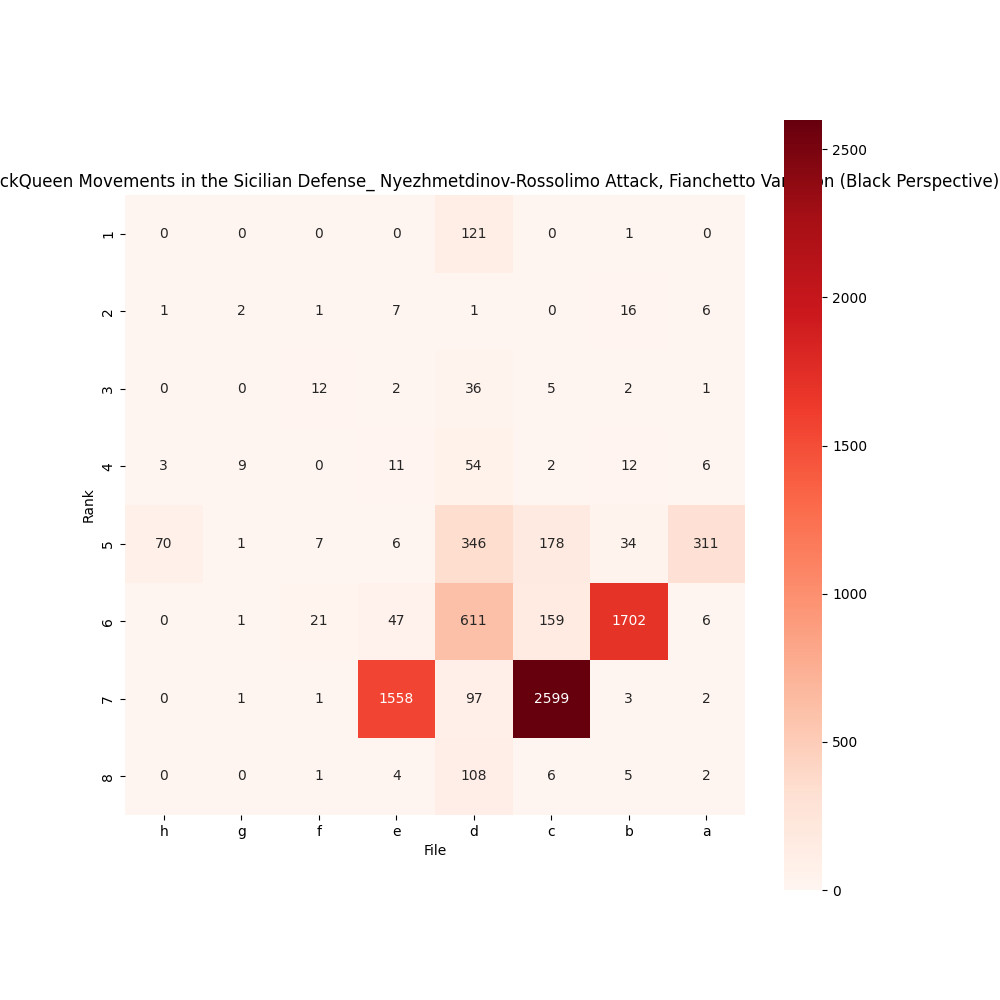 ckQueen Movements in the Sicilian Defense_ Nyezhmetdinov-Rossolimo Attack, Fianchetto Variation (Black Perspective)
1 0 0 0 0 121 0 1 0
2 1 2 1 7 1 0 16 6
3 0 0 12 2 36 5 2 1
4 3 9 0 11 54 2 12 6
Rank
5 70 1 7 6 346 178 34 311
6 0 1 21 47 611 159 1702 6
7 0 1 1 1558 97 2599 3 2
8 0 0 1 4 108 6 5 2
h g f e d c b a
File
2500
2000
1500
1000
500
0